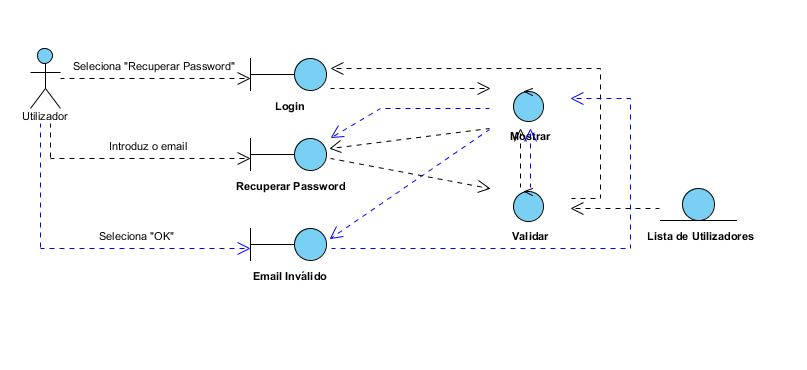 Seleciona "Recuperar Password"
Utilizador
Login
Mostrar
Introduz o email
Recuperar Password
Seleciona "OK"
Validar
Lista de Utilizadores
Email Inválido